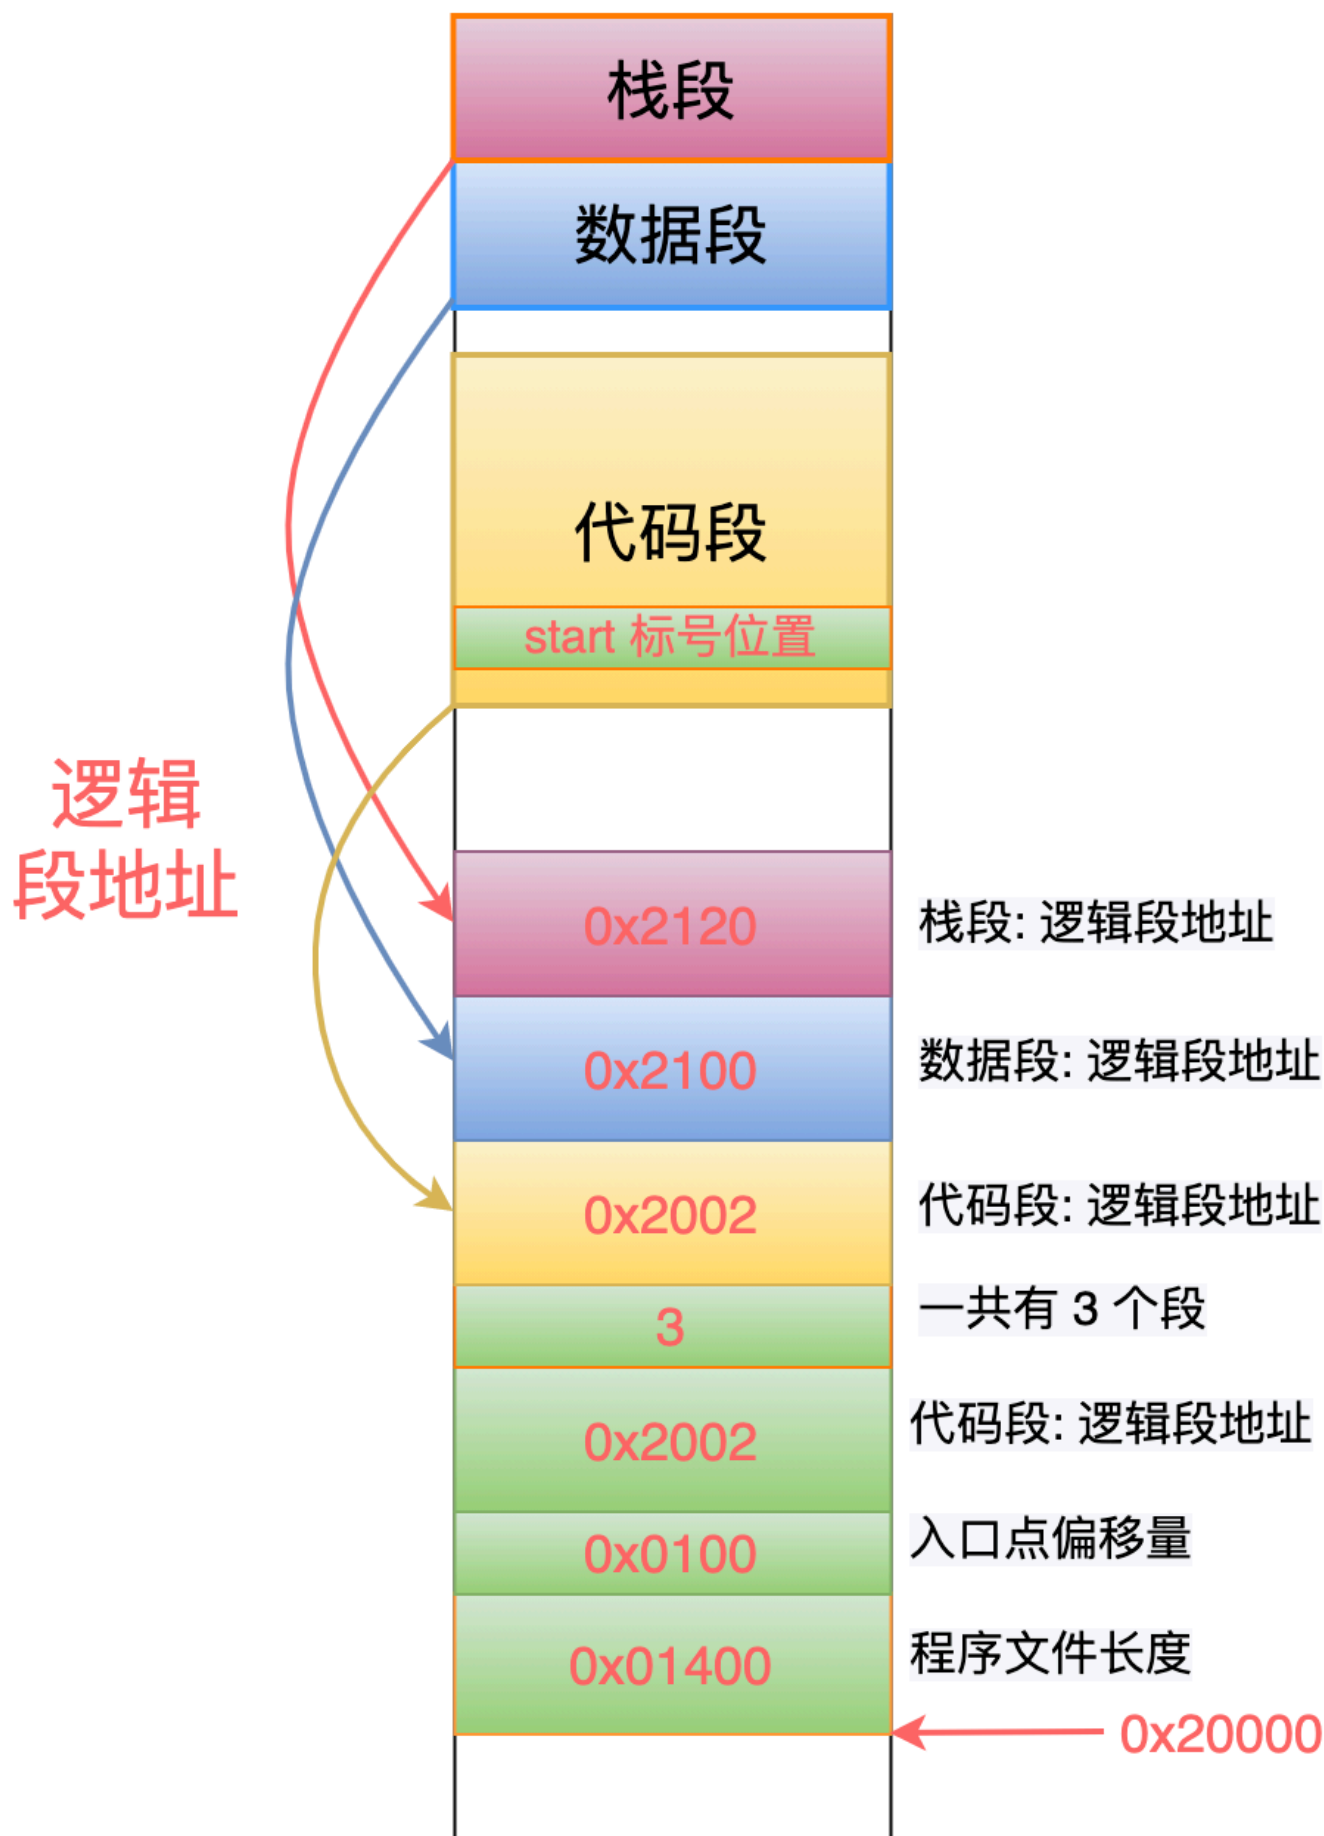 栈段
数据段
代码段
start 标号位置
逻辑
段地址
0x2120
栈段: 逻辑段地址
0x2100
数据段: 逻辑段地址
0x2002
代码段: 逻辑段地址
3
一共有 3 个段
0x2002
代码段: 逻辑段地址
0x0100
入口点偏移量
0x01400
程序文件长度
0x20000